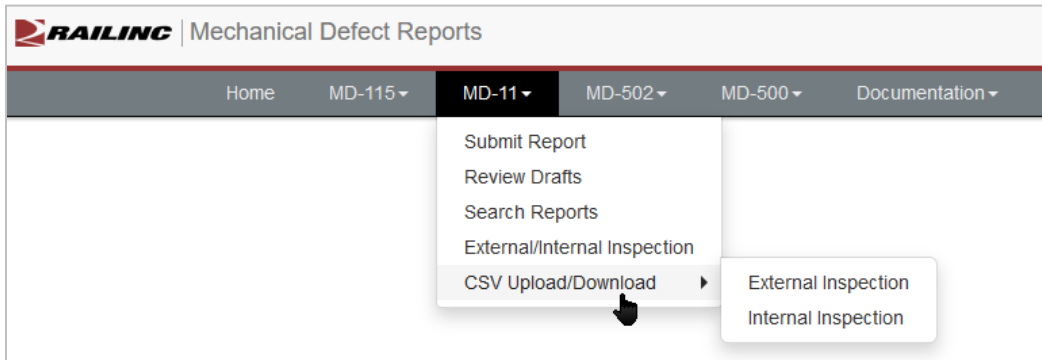 RAILINC Mechanical Defect Reports
Home MD-115 MD-11 MD-502 MD-500 Documentation
Submit Report
Review Drafts
Search Reports
External/Internal Inspection
CSV Upload/Download
External Inspection
Internal Inspection